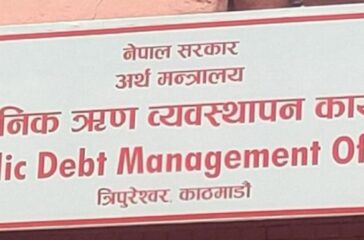 नेपाल सरकार
अर्थ मन्त्रालय
निक ऋण व्यवस्थापन का
lic Debt Management Of
त्रिपुरेश्वर, काठमाडौं